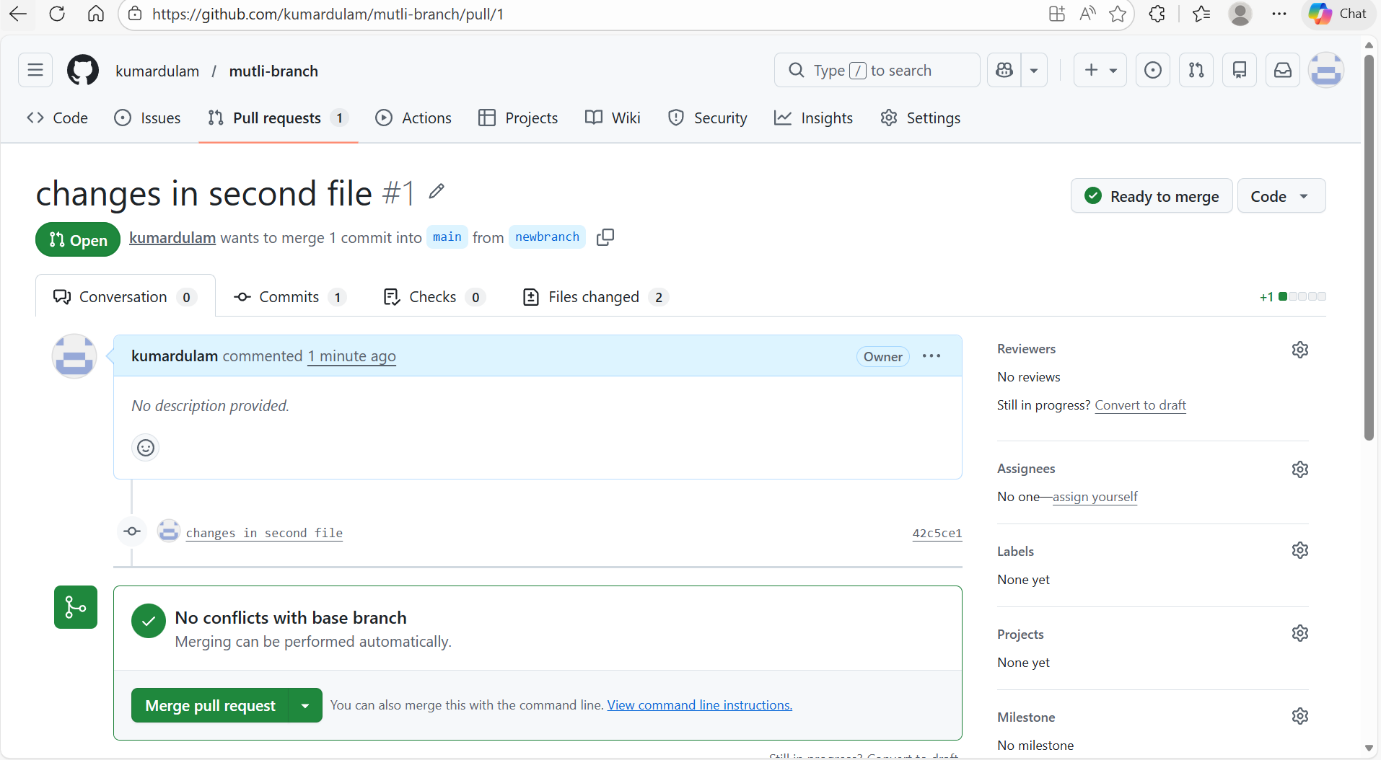 https://github.com/kumardulam/mutli-branch/pull/1 Chat
kumardulam / mutli-branch Type / to search
Code Issues Pull requests 1 Actions Projects Wiki Security Insights Settings
changes in second file #1 Ready to merge Code
Open kumardulam wants to merge 1 commit into main from newbranch
Conversation 0 Commits 1 Checks 0 Files changed 2 +1
kumardulam commented 1 minute ago Owner
No description provided.
changes in second file 42c5ce1
No conflicts with base branch
Merging can be performed automatically.
Merge pull request You can also merge this with the command line. View command line instructions.
Still in progress? Convert to draft
Reviewers
No reviews
Still in progress? Convert to draft
Assignees
No one—assign yourself
Labels
None yet
Projects
None yet
Milestone
No milestone